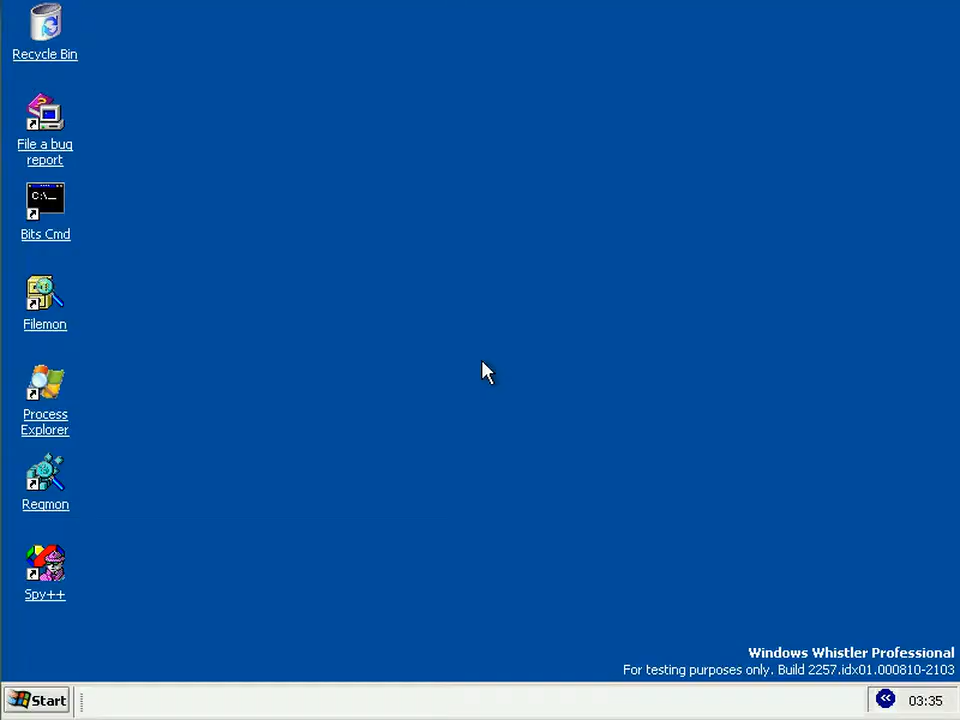 Recycle Bin
File a bug
report
C:\_
Bits Cmd
Filemon
Process
Explorer
Regmon
Spy++
Windows Whistler Professional
For testing purposes only. Build 2257.idx01.000810-2103
Start
03:35